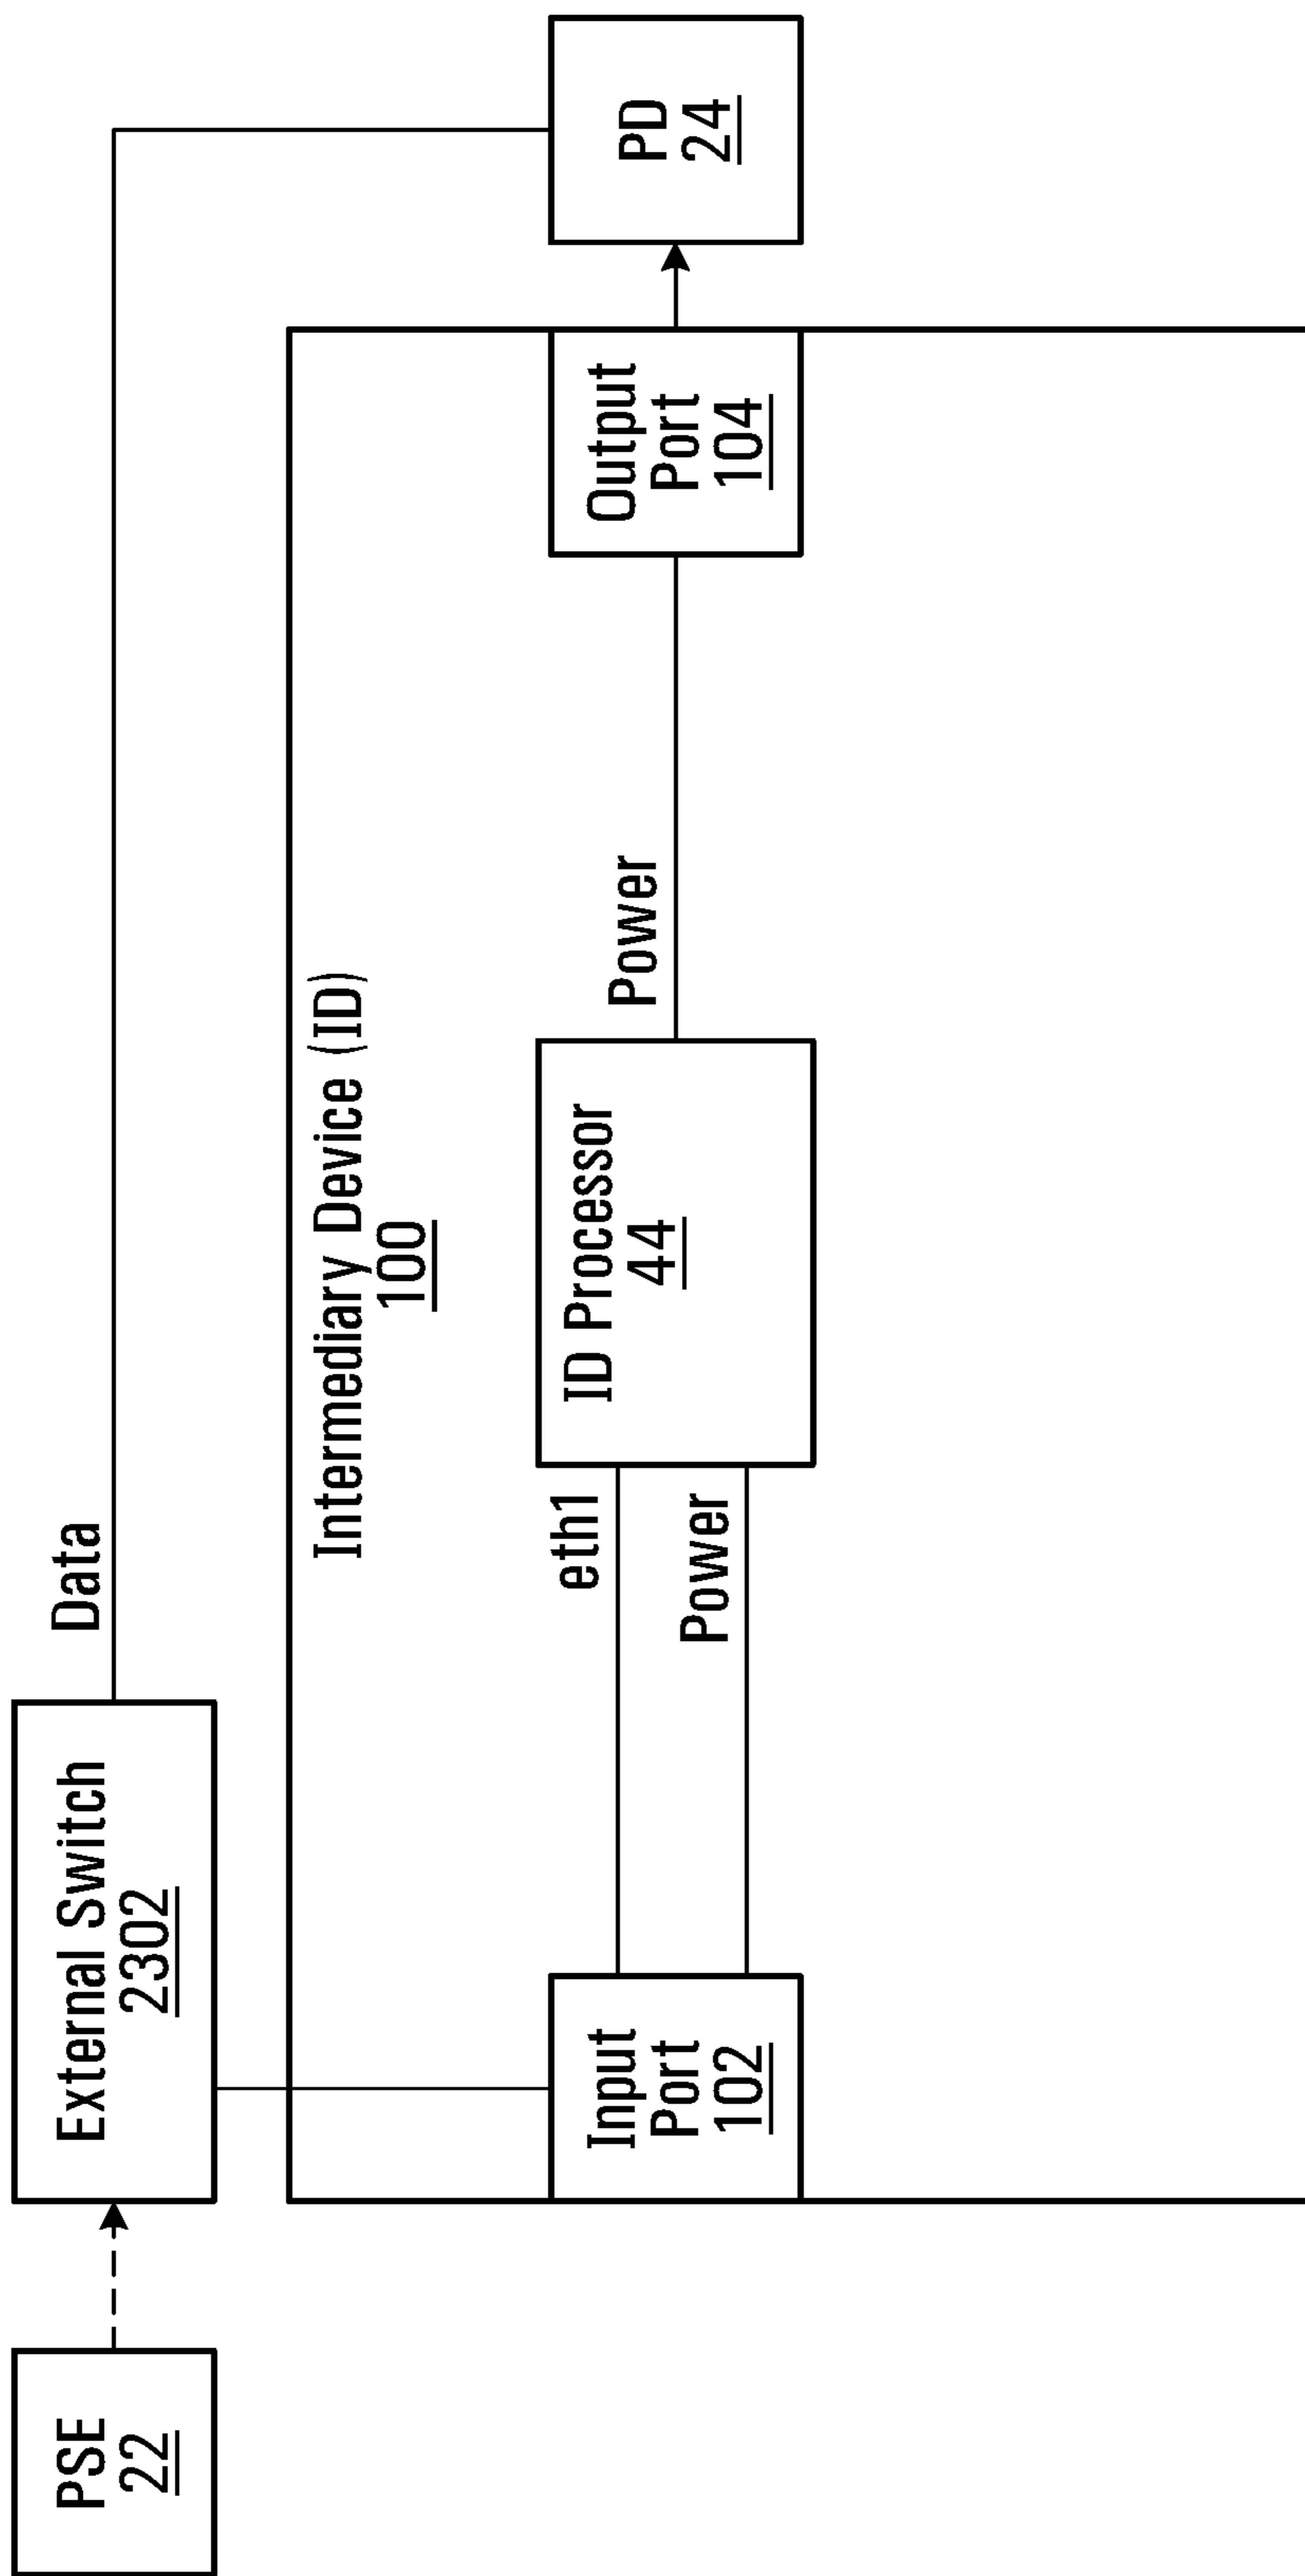 PSE
22
External Switch
2302
Data
Intermediary Device (ID)
100
Input
Port
102
eth1
Power
ID Processor
44
Power
Output
Port
104
PD
24